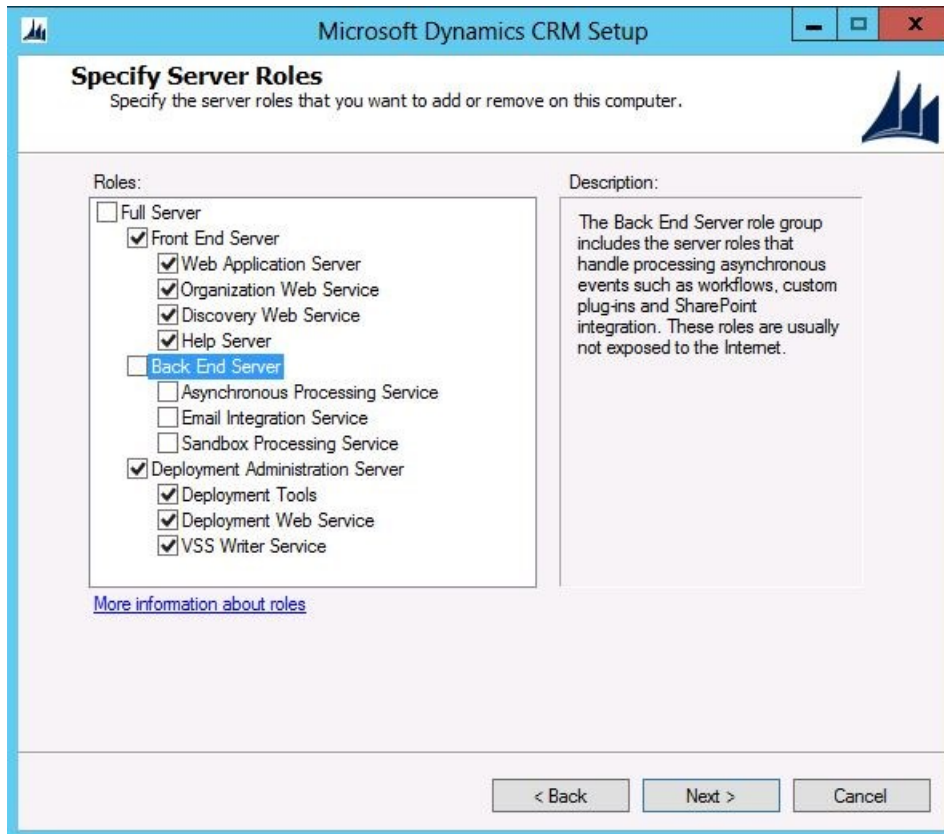 Microsoft Dynamics CRM Setup
Specify Server Roles
Specify the server roles that you want to add or remove on this computer.
Roles:
Full Server
Front End Server
Web Application Server
Organization Web Service
Discovery Web Service
Help Server
Back End Server
Asynchronous Processing Service
Email Integration Service
Sandbox Processing Service
Deployment Administration Server
Deployment Tools
Deployment Web Service
VSS Writer Service
More information about roles
Description:
The Back End Server role group
includes the server roles that
handle processing asynchronous
events such as workflows, custom
plug-ins and SharePoint
integration. These roles are usually
not exposed to the Internet.
< Back
Next >
Cancel